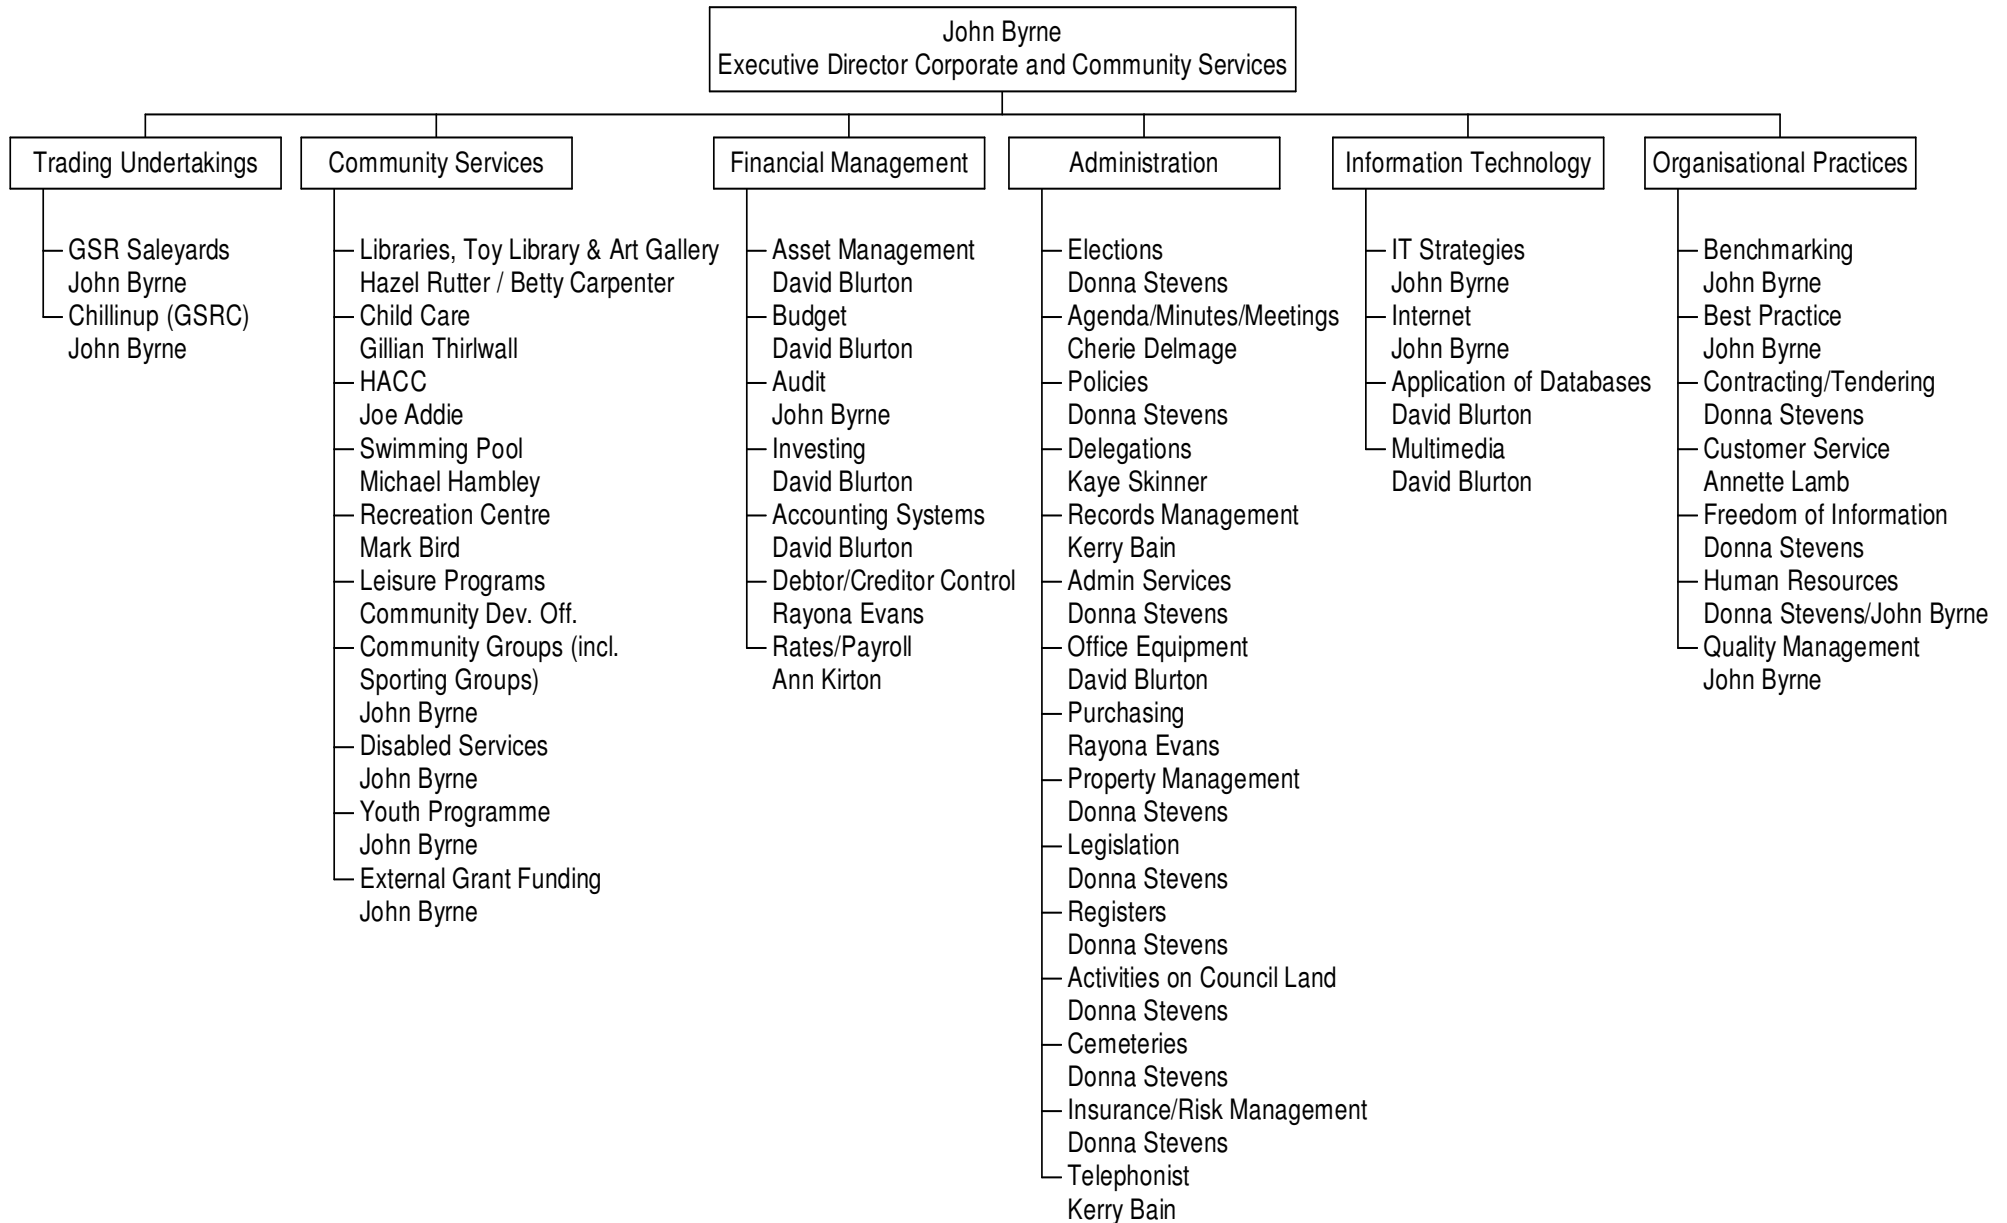 John Byrne
Executive Director Corporate and Community Services
Trading Undertakings
GSR Saleyards
John Byrne
Chillinup (GSRC)
John Byrne
Community Services
Libraries, Toy Library & Art Gallery
Hazel Rutter / Betty Carpenter
Child Care
Gillian Thirlwall
HACC
Joe Addie
Swimming Pool
Michael Hambley
Recreation Centre
Mark Bird
Leisure Programs
Community Dev. Off.
Community Groups (incl.
Sporting Groups)
John Byrne
Disabled Services
John Byrne
Youth Programme
John Byrne
External Grant Funding
John Byrne
Financial Management
Asset Management
David Blurton
Budget
David Blurton
Audit
John Byrne
Investing
David Blurton
Accounting Systems
David Blurton
Debtor/Creditor Control
Rayona Evans
Rates/Payroll
Ann Kirton
Administration
Elections
Donna Stevens
Agenda/Minutes/Meetings
Cherie Delmage
Policies
Donna Stevens
Delegations
Kaye Skinner
Records Management
Kerry Bain
Admin Services
Donna Stevens
Office Equipment
David Blurton
Purchasing
Rayona Evans
Property Management
Donna Stevens
Legislation
Donna Stevens
Registers
Donna Stevens
Activities on Council Land
Donna Stevens
Cemeteries
Donna Stevens
Insurance/Risk Management
Donna Stevens
Telephonist
Kerry Bain
Information Technology
IT Strategies
John Byrne
Internet
John Byrne
Application of Databases
David Blurton
Multimedia
David Blurton
Organisational Practices
Benchmarking
John Byrne
Best Practice
John Byrne
Contracting/Tendering
Donna Stevens
Customer Service
Annette Lamb
Freedom of Information
Donna Stevens
Human Resources
Donna Stevens/John Byrne
Quality Management
John Byrne